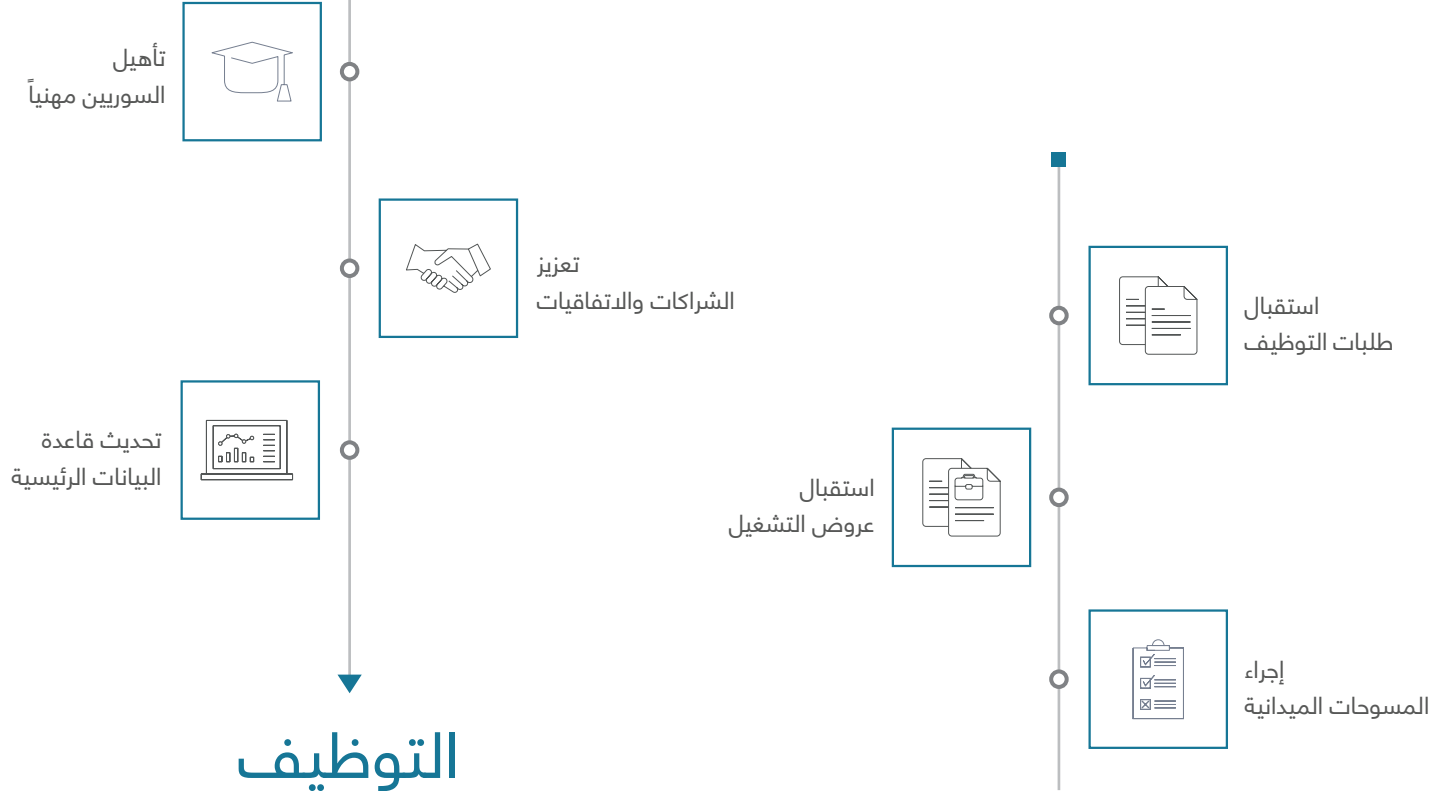 استقبال
طلبات التوظيف
استقبال
عروض التشغيل
إجراء
المسوحات الميدانية
تأهيل
السوريين مهنياً
تعزيز
الشراكات والاتفاقيات
تحديث قاعدة
البيانات الرئيسية
التوظيف